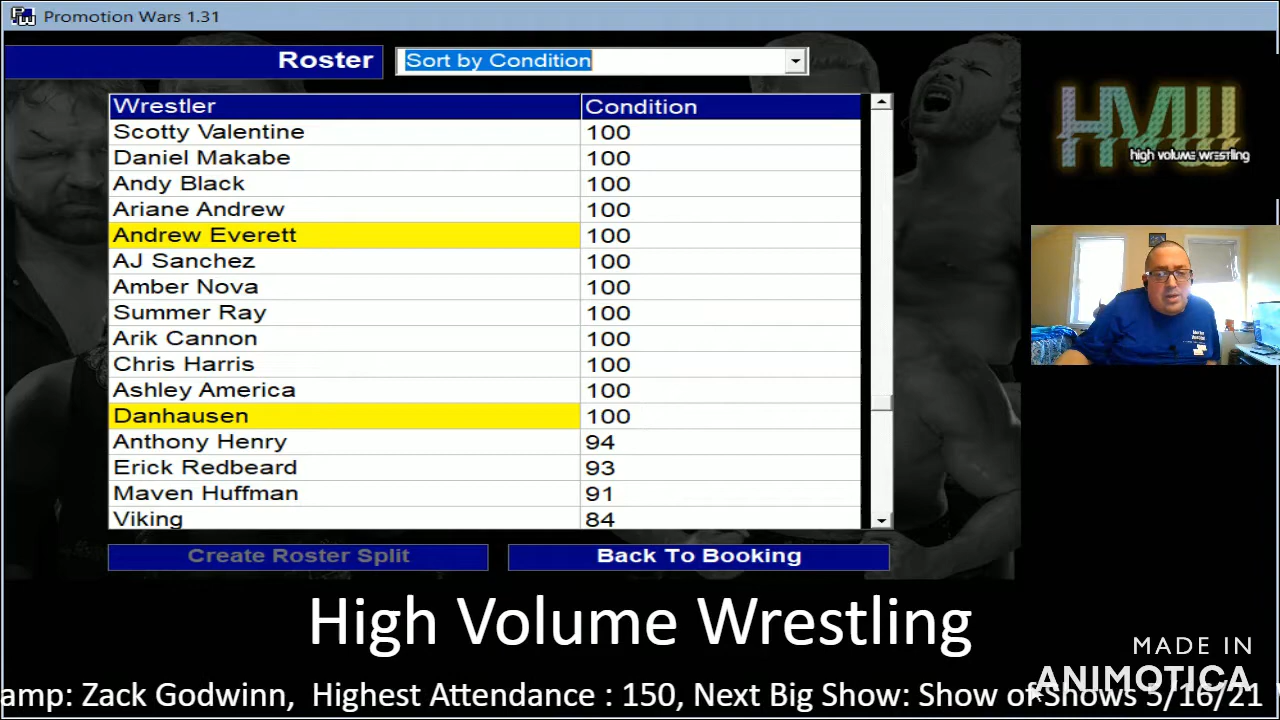 Promotion Wars 1.31
Roster Sort by Condition
Wrestler Condition
Scotty Valentine 100
Daniel Makabe 100
Andy Black 100
Ariane Andrew 100
Andrew Everett 100
AJ Sanchez 100
Amber Nova 100
Summer Ray 100
Arik Cannon 100
Chris Harris 100
Ashley America 100
Danhausen 100
Anthony Henry 94
Erick Redbeard 93
Maven Huffman 91
Viking 84
Create Roster Split Back To Booking
HVW
high volume wrestling
High Volume Wrestling
MADE IN
ANIMOTICA
amp: Zack Godwinn, Highest Attendance : 150, Next Big Show: Show of Shows 5/16/21